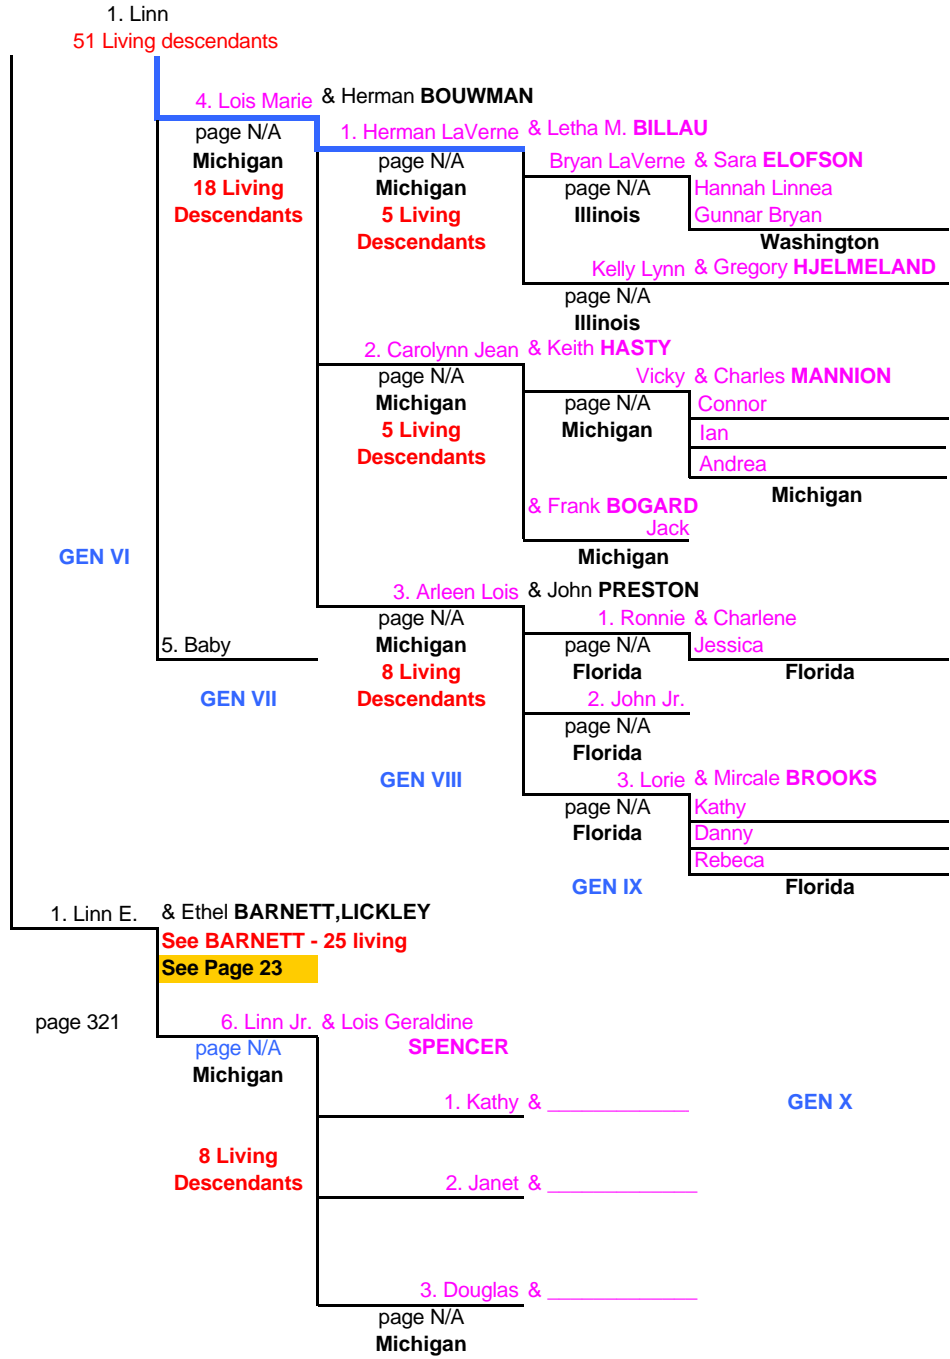 1. Linn
51 Living descendants
4. Lois Marie & Herman BOUWMAN
page N/A 1. Herman LaVerne & Letha M. BILLAU
Michigan page N/A Bryan LaVerne & Sara ELOFSON
18 Living Michigan page N/A Hannah Linnea
Descendants 5 Living Illinois Gunnar Bryan
Descendants Washington
Kelly Lynn & Gregory HJELMELAND
page N/A
Illinois
2. Carolynn Jean & Keith HASTY
page N/A Vicky & Charles MANNION
Michigan page N/A Connor
5 Living Michigan Ian
Descendants Andrea
Michigan
& Frank BOGARD
Jack
GEN VI Michigan
3. Arleen Lois & John PRESTON
page N/A 1. Ronnie & Charlene
5. Baby Michigan page N/A Jessica
8 Living Florida Florida
GEN VII Descendants 2. John Jr.
page N/A
Florida
GEN VIII 3. Lorie & Mircale BROOKS
page N/A Kathy
Florida Danny
Rebeca
GEN IX Florida
1. Linn E. & Ethel BARNETT,LICKLEY
See BARNETT - 25 living
See Page 23
page 321 6. Linn Jr. & Lois Geraldine
page N/A SPENCER
Michigan
1. Kathy & _____________ GEN X
8 Living
Descendants 2. Janet & ______________
3. Douglas & ______________
page N/A
Michigan